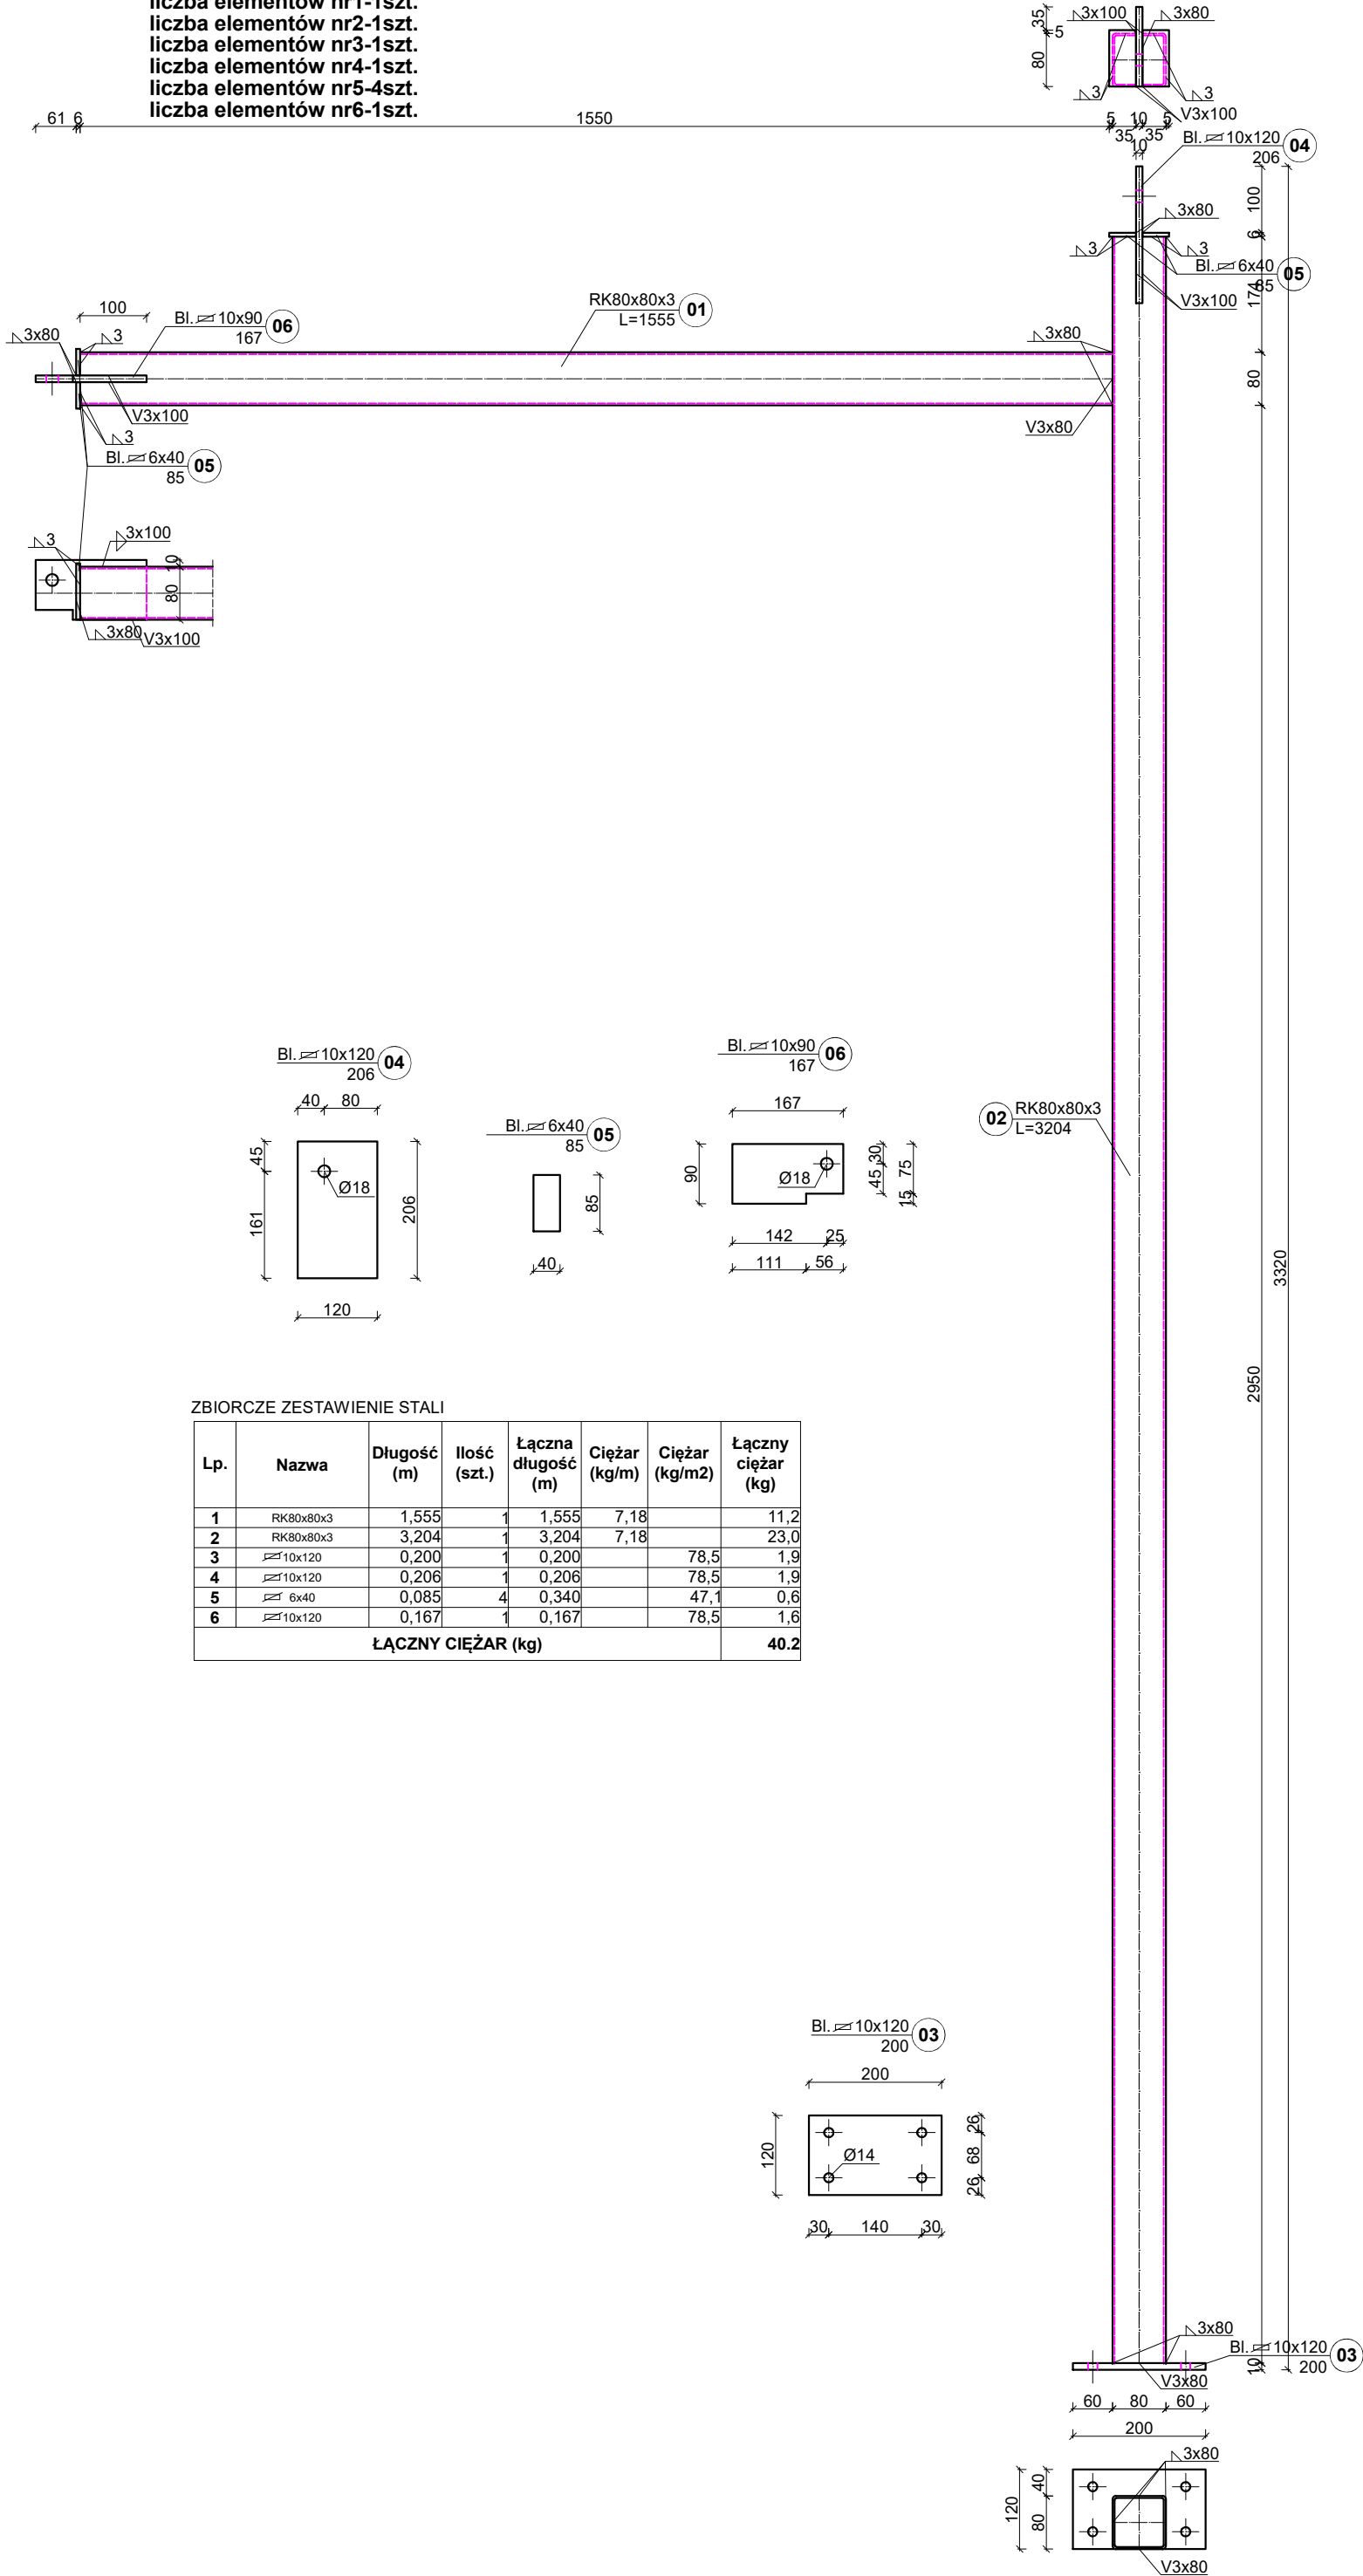 liczba elementów nr1-1szt.
liczba elementów nr2-1szt.
liczba elementów nr3-1szt.
liczba elementów nr4-1szt.
liczba elementów nr5-4szt.
liczba elementów nr6-1szt.
35
5
80
3x100
3x80
3
3
V3x100
61
6
1550
5
10
5
35
35
10
Bl. 10x120
206
04
3x80
3
3
Bl. 6x40
85
05
V3x100
100
6
174
80
2950
10
3320
100
Bl. 10x90
167
06
3x80
3
RK80x80x3
L=1555
01
3x80
V3x100
3
V3x80
Bl. 6x40
85
05
3
3x100
10
80
3x80
V3x100
Bl. 10x120
206
04
40
80
45
161
Ø18
206
120
Bl. 6x40
85
05
85
40
Bl. 10x90
167
06
167
90
Ø18
30
45
75
15
142
25
111
56
02
RK80x80x3
L=3204
ZBIORCZE ZESTAWIENIE STALI
Lp. Nazwa Długość (m) Ilość (szt.) Łączna długość (m) Ciężar (kg/m) Ciężar (kg/m2) Łączny ciężar (kg)
1 RK80x80x3 1,555 1 1,555 7,18 11,2
2 RK80x80x3 3,204 1 3,204 7,18 23,0
3 10x120 0,200 1 0,200 78,5 1,9
4 10x120 0,206 1 0,206 78,5 1,9
5 6x40 0,085 4 0,340 47,1 0,6
6 10x120 0,167 1 0,167 78,5 1,6
ŁĄCZNY CIĘŻAR (kg) 40.2
Bl. 10x120
200
03
200
120
Ø14
26
68
26
30
140
30
3x80
Bl. 10x120
200
03
V3x80
60
80
60
200
3x80
120
40
80
V3x80